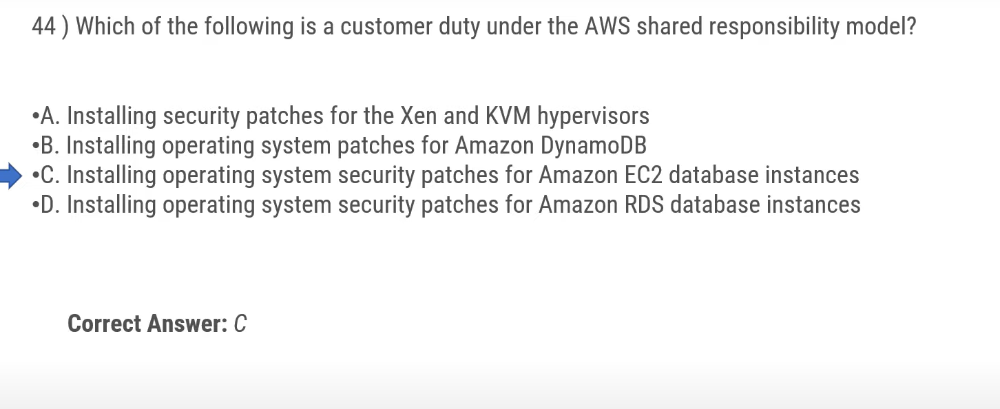 44 ) Which of the following is a customer duty under the AWS shared responsibility model?
•A. Installing security patches for the Xen and KVM hypervisors
•B. Installing operating system patches for Amazon DynamoDB
•C. Installing operating system security patches for Amazon EC2 database instances
•D. Installing operating system security patches for Amazon RDS database instances
Correct Answer: C